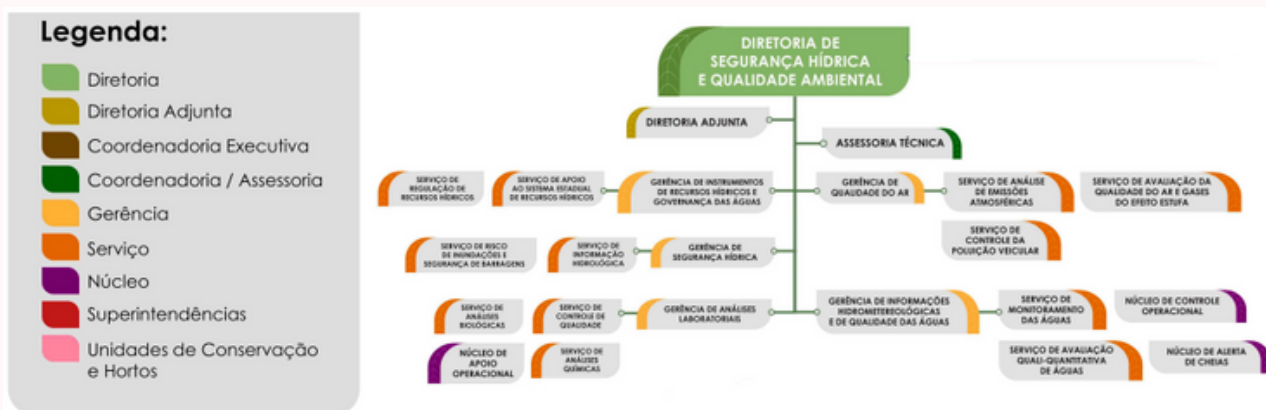 Legenda:
Diretoria
Diretoria Adjunta
Coordenadoria Executiva
Coordenadoria / Assessoria
Gerência
Serviço
Núcleo
Superintendências
Unidades de Conservação
e Hortos
DIRETORIA DE
SEGURANÇA HÍDRICA
E QUALIDADE AMBIENTAL
DIRETORIA ADJUNTA
ASSESSORIA TÉCNICA
SERVIÇO DE
REGULAÇÃO DE
RECURSOS HÍDRICOS
SERVIÇO DE APOIO
AO SISTEMA ESTADUAL
DE RECURSOS HÍDRICOS
GERÊNCIA DE INSTRUMENTOS
DE RECURSOS HÍDRICOS E
GOVERNANÇA DAS ÁGUAS
GERÊNCIA DE
QUALIDADE DO AR
SERVIÇO DE ANÁLISE
DE EMISSÕES
ATMOSFÉRICAS
SERVIÇO DE AVALIAÇÃO DA
QUALIDADE DO AR E GASES
DO EFEITO ESTUFA
SERVIÇO DE
CONTROLE DA
POLUIÇÃO VEICULAR
SERVIÇO DE RISCO
DE INUNDAÇÕES E
SEGURANÇA DE BARRAGENS
SERVIÇO DE
INFORMAÇÃO
HIDROLÓGICA
GERÊNCIA DE
SEGURANÇA HÍDRICA
SERVIÇO DE
ANÁLISES
BIOLÓGICAS
SERVIÇO DE
CONTROLE DE
QUALIDADE
GERÊNCIA DE ANÁLISES
LABORATORIAIS
GERÊNCIA DE INFORMAÇÕES
HIDROMETEREOLÓGICAS
E DE QUALIDADE DAS ÁGUAS
SERVIÇO DE
MONITORAMENTO
DAS ÁGUAS
NÚCLEO DE CONTROLE
OPERACIONAL
NÚCLEO DE
APOIO
OPERACIONAL
SERVIÇO DE
ANÁLISES
QUÍMICAS
SERVIÇO DE AVALIAÇÃO
QUALI-QUANTITATIVA
DE ÁGUAS
NÚCLEO DE ALERTA
DE CHEIAS